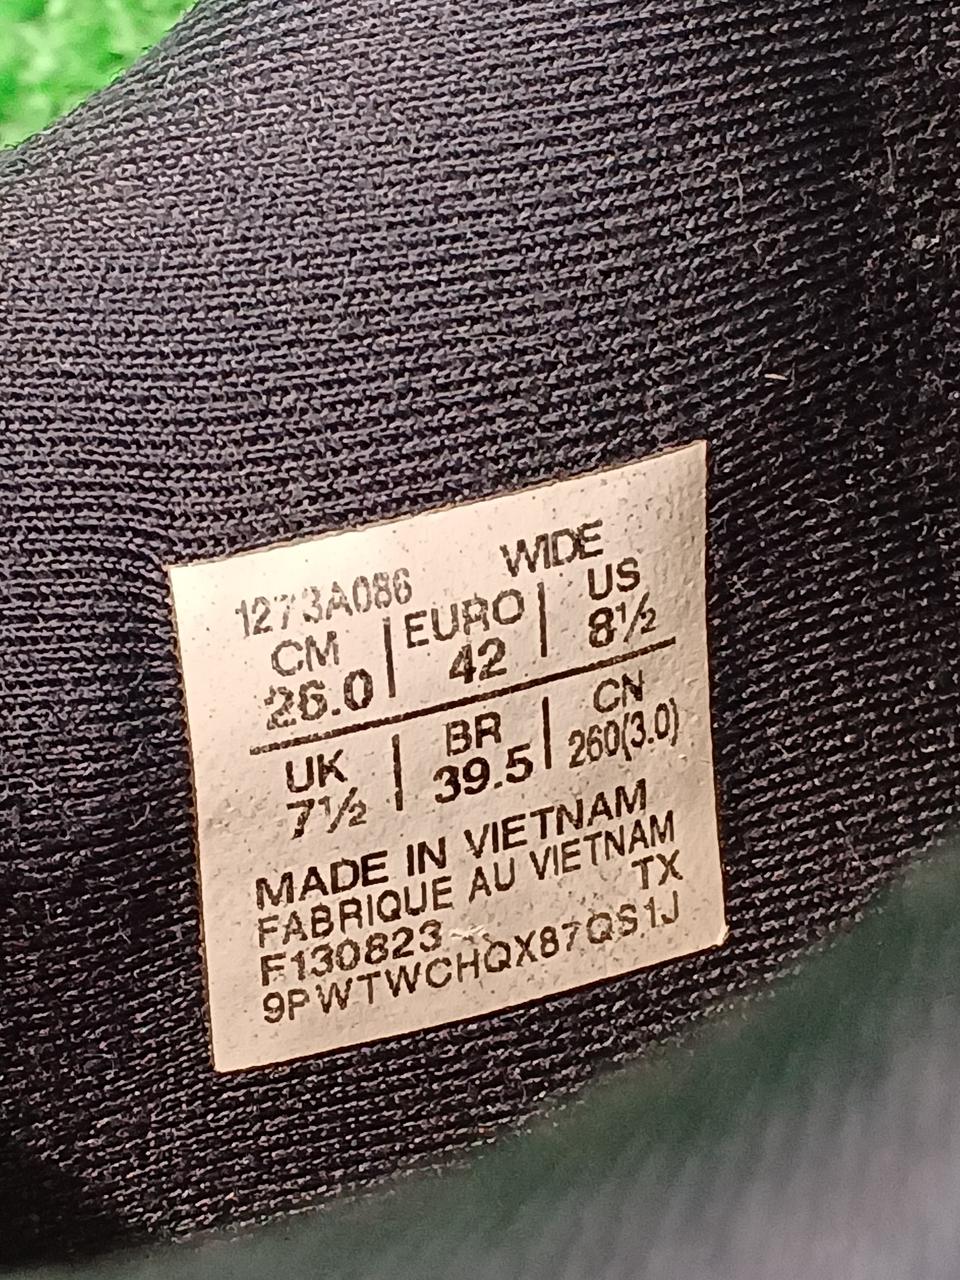 1273A086 WIDE
CM | EURO | US
26.0 | 42 | 8½
UK | BR | CN
7½ | 39.5 | 260(3.0)
MADE IN VIETNAM
FABRIQUE AU VIETNAM
TX
F130823
9PWTWCHQX87QS1J